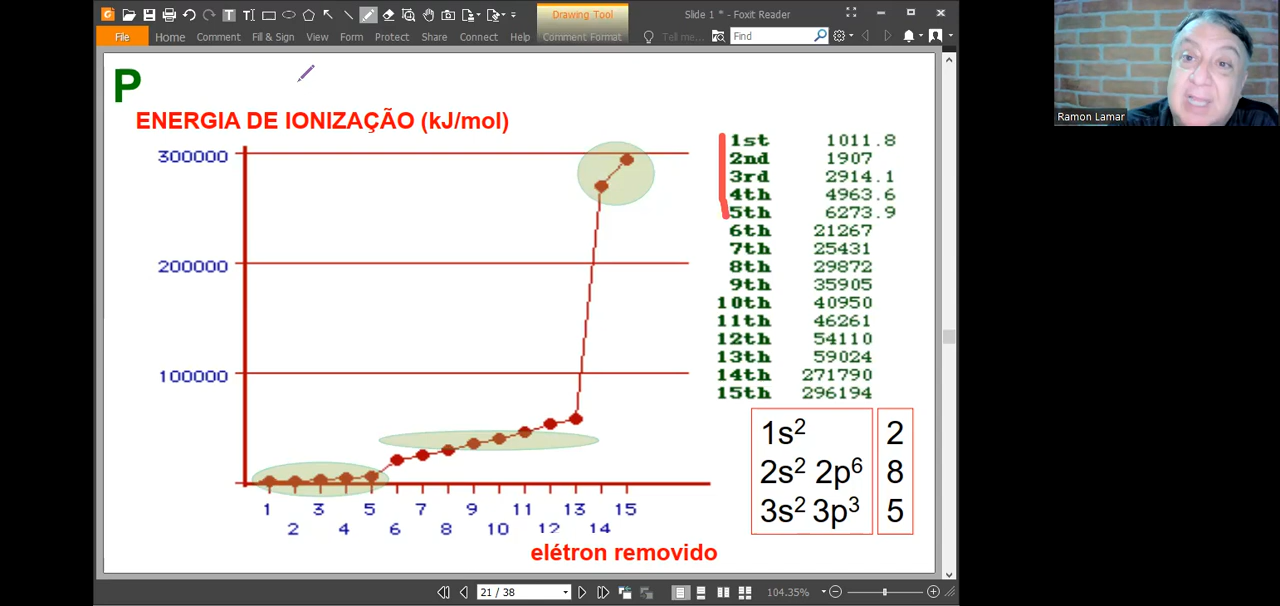 Drawing Tool
Slide 1 * - Foxit Reader
File Home Comment Fill & Sign View Form Protect Share Connect Help Comment Format Tell me... Find
P
ENERGIA DE IONIZAÇÃO (kJ/mol)
300000
200000
100000
1 3 5 7 9 11 13 15
2 4 6 8 10 12 14
elétron removido
1st 1011.8
2nd 1907
3rd 2914.1
4th 4963.6
5th 6273.9
6th 21267
7th 25431
8th 29872
9th 35905
10th 40950
11th 46261
12th 54110
13th 59024
14th 271790
15th 296194
1s² 2
2s² 2p⁶ 8
3s² 3p³ 5
21 / 38
104.35%
Ramon Lamar